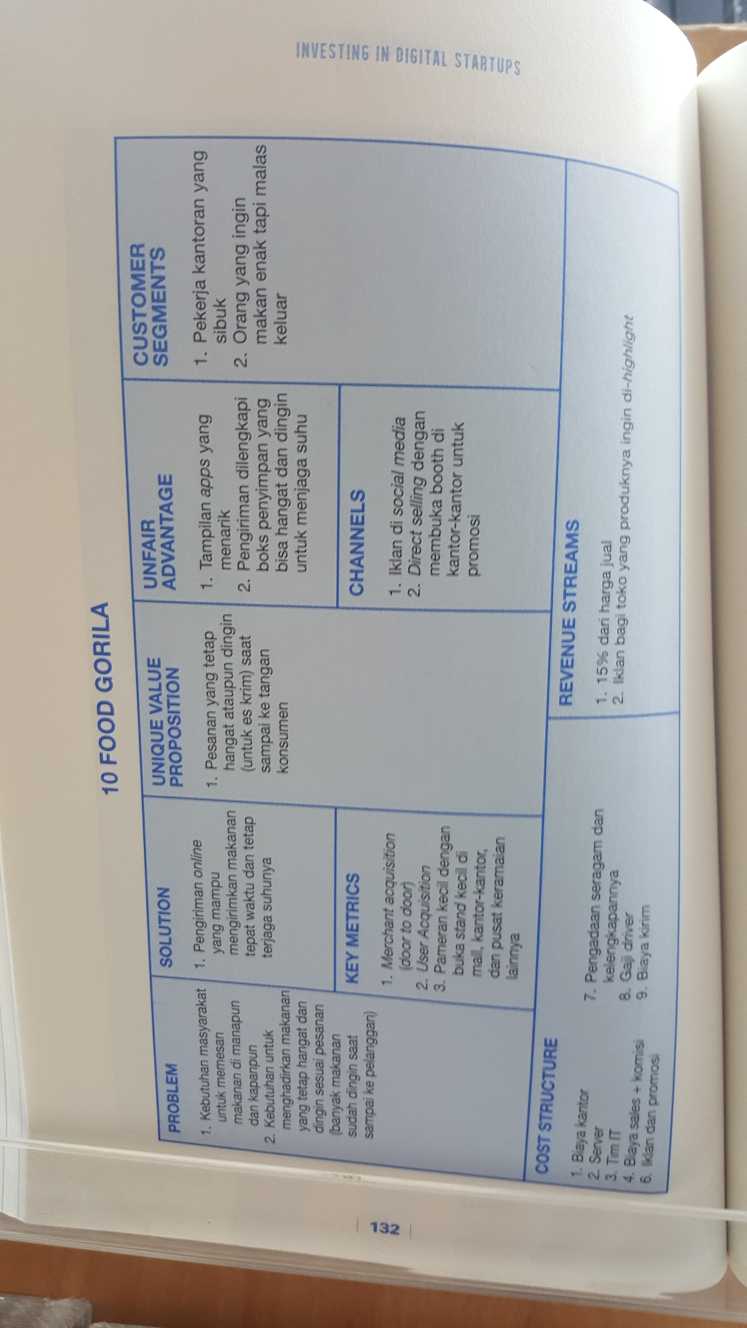 INVESTING IN DIGITAL STARTUPS
10 FOOD GORILA
PROBLEM
1. Kebutuhan masyarakat
untuk memesan
makanan di manapun
dan kapanpun
2. Kebutuhan untuk
menghadirkan makanan
yang tetap hangat dan
dingin sesuai pesanan
(banyak makanan
sudah dingin saat
sampai ke pelanggan)
SOLUTION
1. Pengiriman online
yang mampu
mengirimkan makanan
tepat waktu dan tetap
terjaga suhunya
KEY METRICS
1. Merchant acquisition
(door to door)
2. User Acquisition
3. Pameran kecil dengan
buka stand kecil di
mall, kantor-kantor,
dan pusat keramaian
lainnya
UNIQUE VALUE
PROPOSITION
1. Pesanan yang tetap
hangat ataupun dingin
(untuk es krim) saat
sampai ke tangan
konsumen
UNFAIR
ADVANTAGE
1. Tampilan apps yang
menarik
2. Pengiriman dilengkapi
boks penyimpan yang
bisa hangat dan dingin
untuk menjaga suhu
CHANNELS
1. Iklan di social media
2. Direct selling dengan
membuka booth di
kantor-kantor untuk
promosi
CUSTOMER
SEGMENTS
1. Pekerja kantoran yang
sibuk
2. Orang yang ingin
makan enak tapi malas
keluar
COST STRUCTURE
1. Biaya kantor
2. Server
3. Tim IT
4. Biaya sales + komisi
6. Iklan dan promosi
7. Pengadaan seragam dan
kelengkapannya
8. Gaji driver
9. Biaya kirim
REVENUE STREAMS
1. 15% dari harga jual
2. Iklan bagi toko yang produknya ingin di-highlight
132